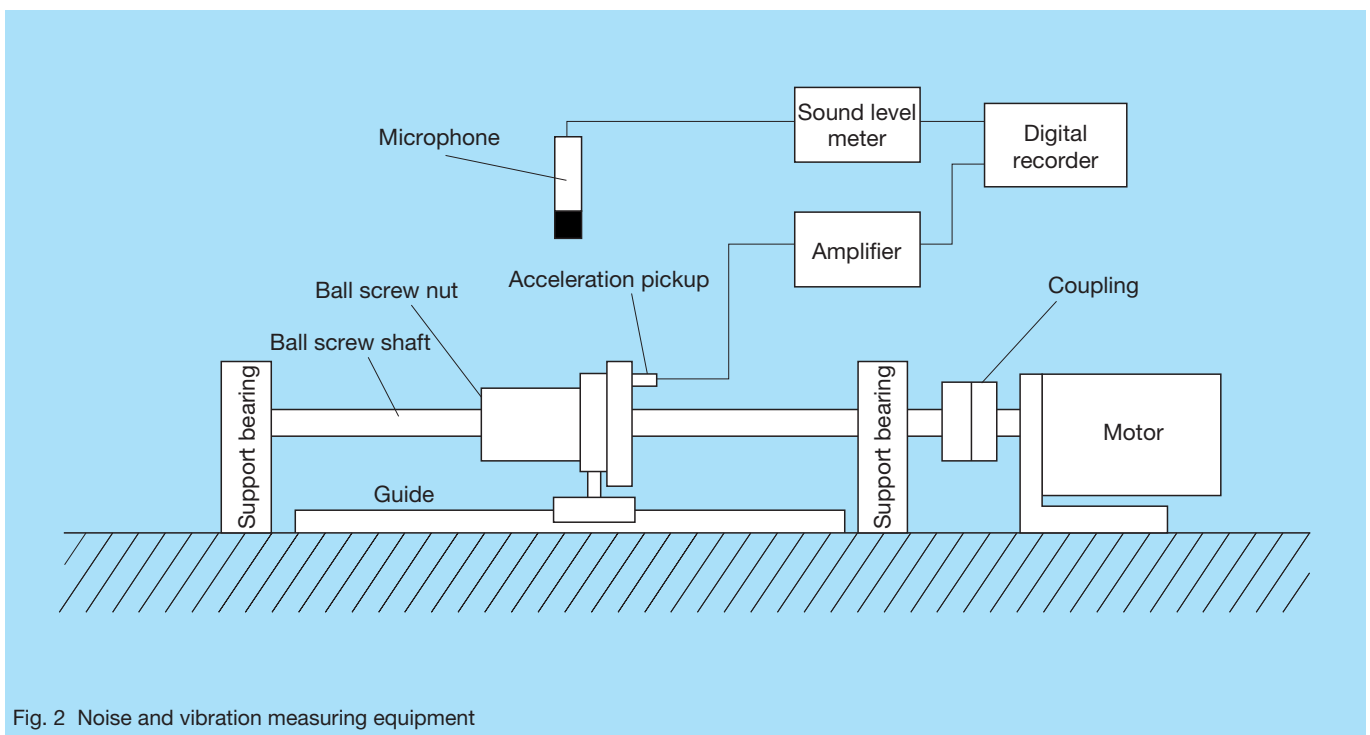 Sound level
meter
Digital
recorder
Microphone
Amplifier
Acceleration pickup
Coupling
Ball screw nut
Ball screw shaft
Support bearing
Support bearing
Motor
Guide
Fig. 2 Noise and vibration measuring equipment